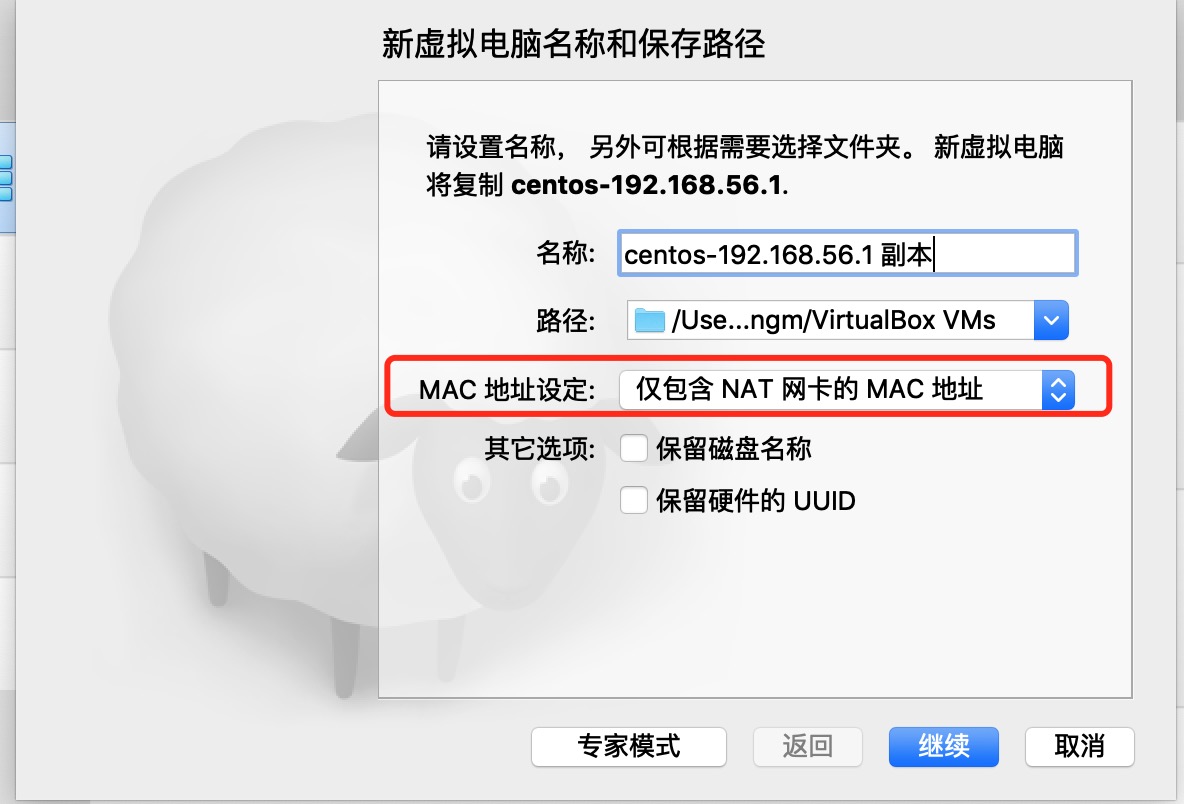 新虚拟电脑名称和保存路径
请设置名称， 另外可根据需要选择文件夹。 新虚拟电脑
将复制 centos-192.168.56.1.
名称: centos-192.168.56.1 副本
路径: /Use...ngm/VirtualBox VMs
MAC 地址设定: 仅包含 NAT 网卡的 MAC 地址
其它选项: 保留磁盘名称
保留硬件的 UUID
专家模式 返回 继续 取消